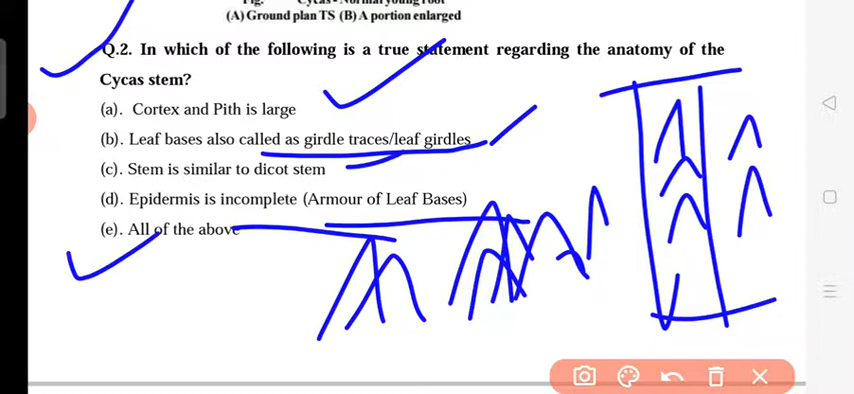 (A) Ground plan TS (B) A portion enlarged
Q.2. In which of the following is a true statement regarding the anatomy of the
Cycas stem?
(a). Cortex and Pith is large
(b). Leaf bases also called as girdle traces/leaf girdles
(c). Stem is similar to dicot stem
(d). Epidermis is incomplete (Armour of Leaf Bases)
(e). All of the above